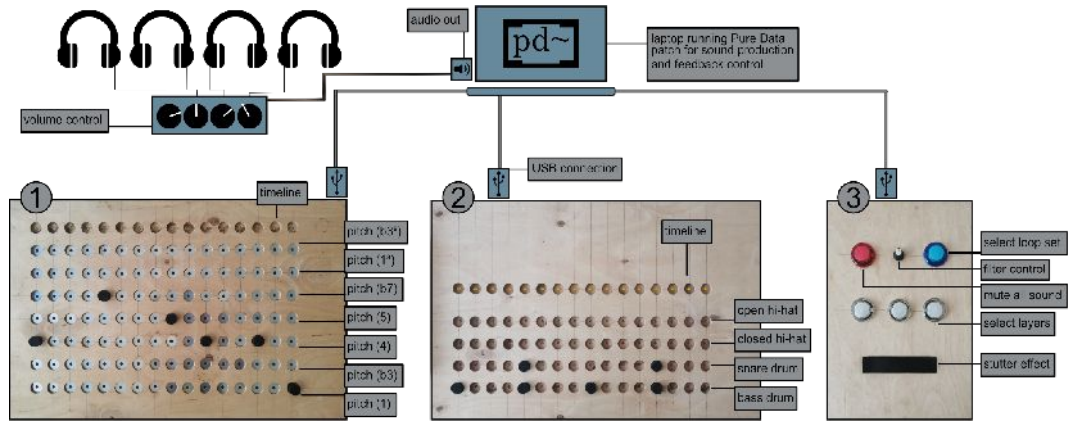 audio out
pd~
laptop running Pure Data
patch for sound production
and feedback control
volume control
USB connection
1
timeline
pitch (b3*)
pitch (1*)
pitch (b7)
pitch (5)
pitch (4)
pitch (b3)
pitch (1)
2
timeline
open hi-hat
closed hi-hat
snare drum
bass drum
3
select loop set
filter control
mute all sound
select layers
stutter effect